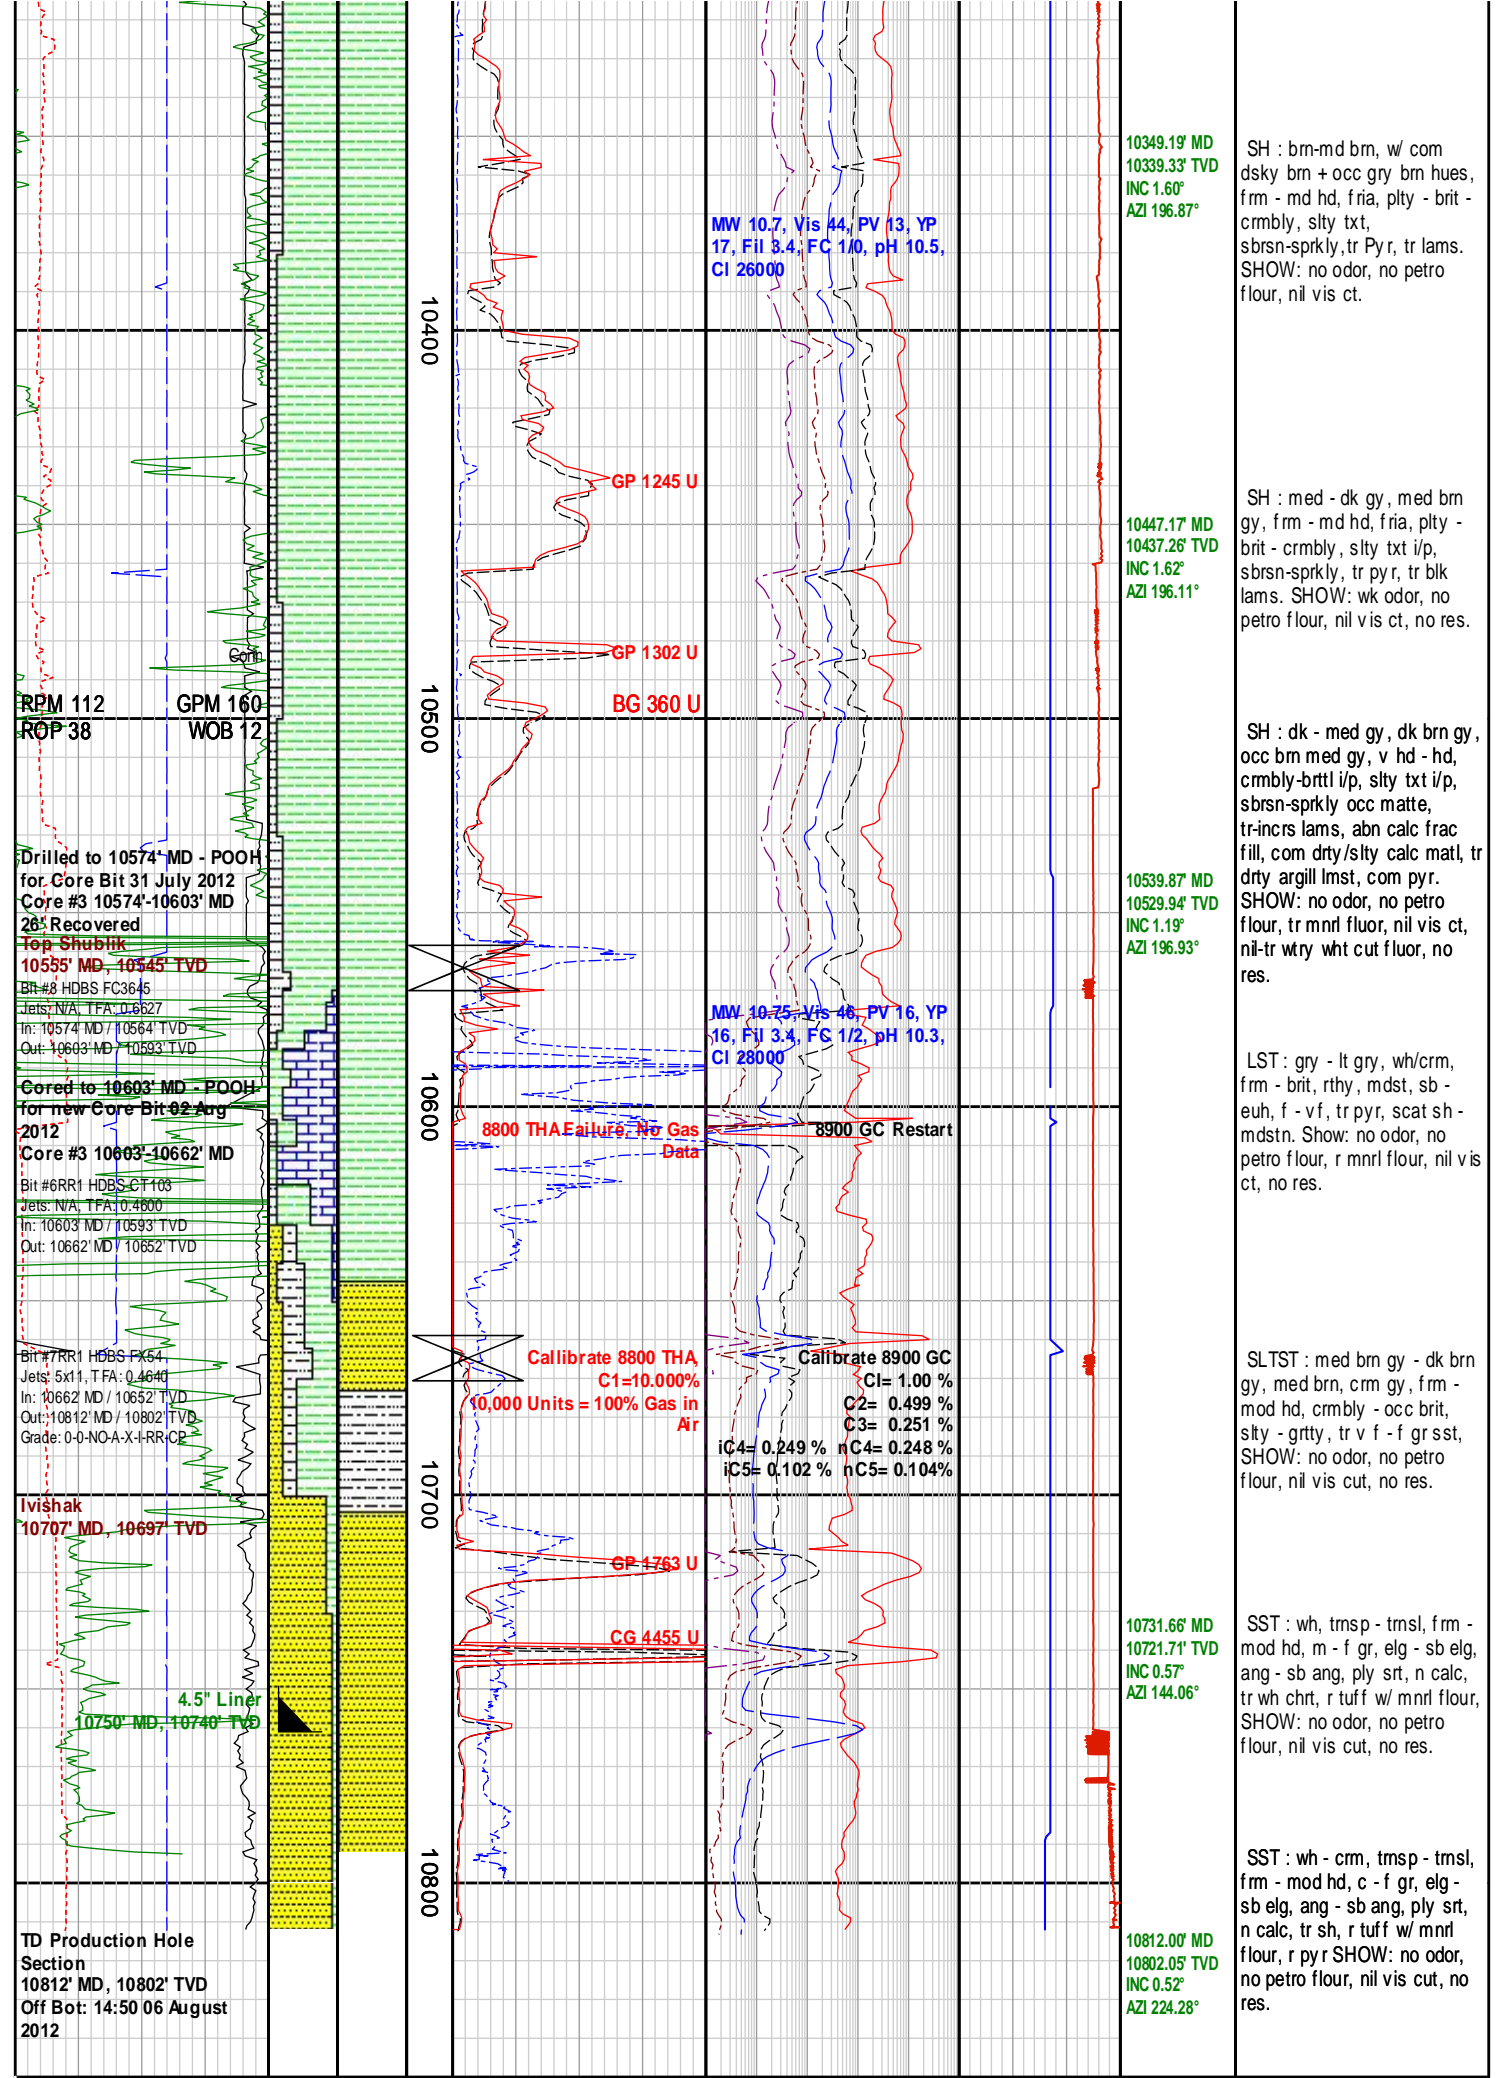 RPM 112 GPM 160
ROP 38 WOB 12
Conn
Drilled to 10574' MD - POOH
for Core Bit 31 July 2012
Core #3 10574'-10603' MD
26' Recovered
Top Shublik
10555' MD, 10545' TVD
Bit #8 HDBS FC3645
Jets: N/A, TFA: 0.6627
In: 10574 MD / 10564' TVD
Out: 10603' MD / 10593' TVD
Cored to 10603' MD - POOH
for new Core Bit 02 Aug
2012
Core #3 10603'-10662' MD
Bit #6RR1 HDBS CT103
Jets: N/A, TFA: 0.4600
In: 10603' MD / 10593' TVD
Out: 10662' MD / 10652' TVD
Bit #7RR1 HDBS FX54
Jets: 5x11, TFA: 0.4640
In: 10662' MD / 10652' TVD
Out: 10812' MD / 10802' TVD
Grade: 0-0-NO-A-X-I-RR-CP
Ivishak
10707' MD, 10697' TVD
4.5" Liner
10750' MD, 10740' TVD
TD Production Hole
Section
10812' MD, 10802' TVD
Off Bot: 14:50 06 August
2012
10400
10500
10600
10700
10800
GP 1245 U
GP 1302 U
BG 360 U
8800 THA Failure, No Gas
Data
Callibrate 8800 THA,
C1=10.000%
10,000 Units = 100% Gas in
Air
GP 1763 U
CG 4455 U
MW 10.7, Vis 44, PV 13, YP
17, Fil 3.4, FC 1/0, pH 10.5,
Cl 26000
MW 10.75, Vis 46, PV 16, YP
16, Fil 3.4, FC 1/2, pH 10.3,
Cl 28000
8900 GC Restart
Calibrate 8900 GC
Cl= 1.00 %
C2= 0.499 %
C3= 0.251 %
iC4= 0.249 % nC4= 0.248 %
iC5= 0.102 % nC5= 0.104%
10349.19' MD
10339.33' TVD
INC 1.60°
AZI 196.87°
10447.17' MD
10437.26' TVD
INC 1.62°
AZI 196.11°
10539.87' MD
10529.94' TVD
INC 1.19°
AZI 196.93°
10731.66' MD
10721.71' TVD
INC 0.57°
AZI 144.06°
10812.00' MD
10802.05' TVD
INC 0.52°
AZI 224.28°
SH : brn-md brn, w/ com
dsky brn + occ gry brn hues,
frm - md hd, fria, plty - brit -
crmbly, slty txt,
sbrsn-sprkly,tr Pyr, tr lams.
SHOW: no odor, no petro
flour, nil vis ct.
SH : med - dk gy, med brn
gy, frm - md hd, fria, plty -
brit - crmbly, slty txt i/p,
sbrsn-sprkly, tr pyr, tr blk
lams. SHOW: wk odor, no
petro flour, nil vis ct, no res.
SH : dk - med gy, dk brn gy,
occ brn med gy, v hd - hd,
crmbly-brttl i/p, slty txt i/p,
sbrsn-sprkly occ matte,
tr-incrs lams, abn calc frac
fill, com drty/slty calc matl, tr
drty argill lmst, com pyr.
SHOW: no odor, no petro
flour, tr mnrl fluor, nil vis ct,
nil-tr wtry wht cut fluor, no
res.
LST : gry - lt gry, wh/crm,
frm - brit, rthy, mdst, sb -
euh, f - vf, tr pyr, scat sh -
mdstn. Show: no odor, no
petro flour, r mnrl flour, nil vis
ct, no res.
SLTST : med brn gy - dk brn
gy, med brn, crm gy, frm -
mod hd, crmbly - occ brit,
slty - grtty, tr v f - f gr sst,
SHOW: no odor, no petro
flour, nil vis cut, no res.
SST : wh, trnsp - trnsl, frm -
mod hd, m - f gr, elg - sb elg,
ang - sb ang, ply srt, n calc,
tr wh chrt, r tuff w/ mnrl flour,
SHOW: no odor, no petro
flour, nil vis cut, no res.
SST : wh - crm, trnsp - trnsl,
frm - mod hd, c - f gr, elg -
sb elg, ang - sb ang, ply srt,
n calc, tr sh, r tuff w/ mnrl
flour, r pyr SHOW: no odor,
no petro flour, nil vis cut, no
res.